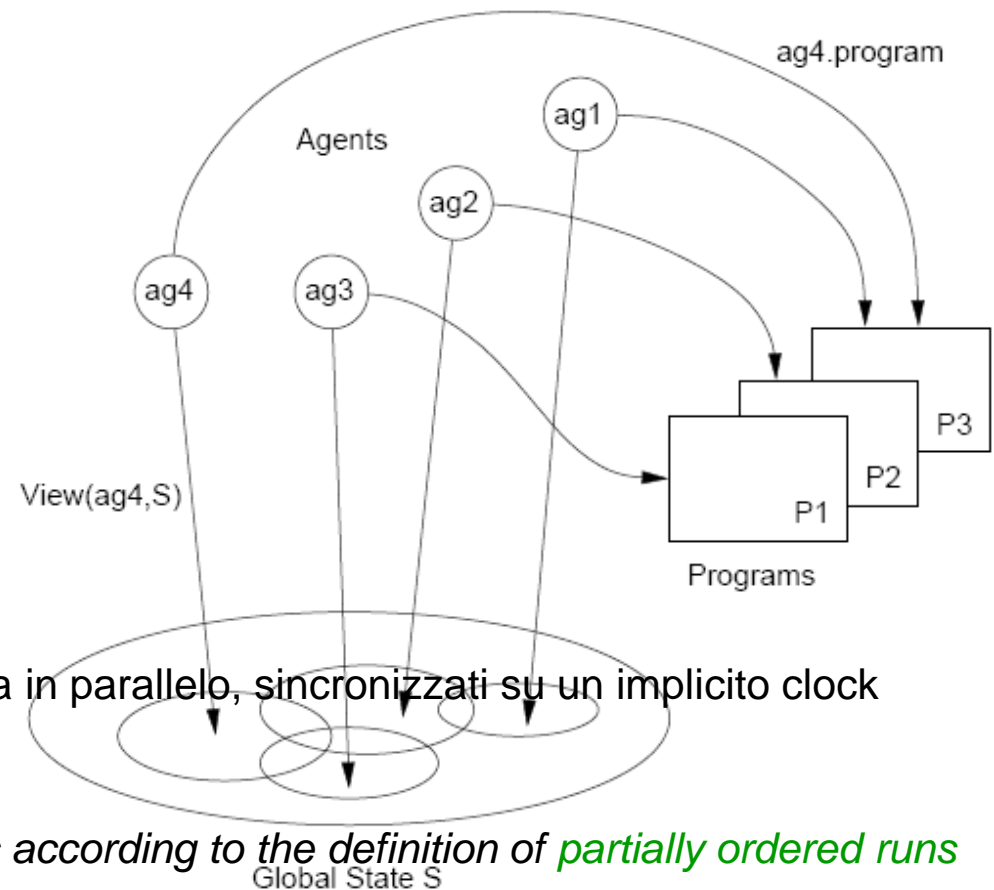 ag4.program
ag1
Agents
ag2
ag4
ag3
P3
P2
View(ag4,S)
P1
Programs
a in parallelo, sincronizzati su un implicito clock
according to the definition of partially ordered runs
Global State S